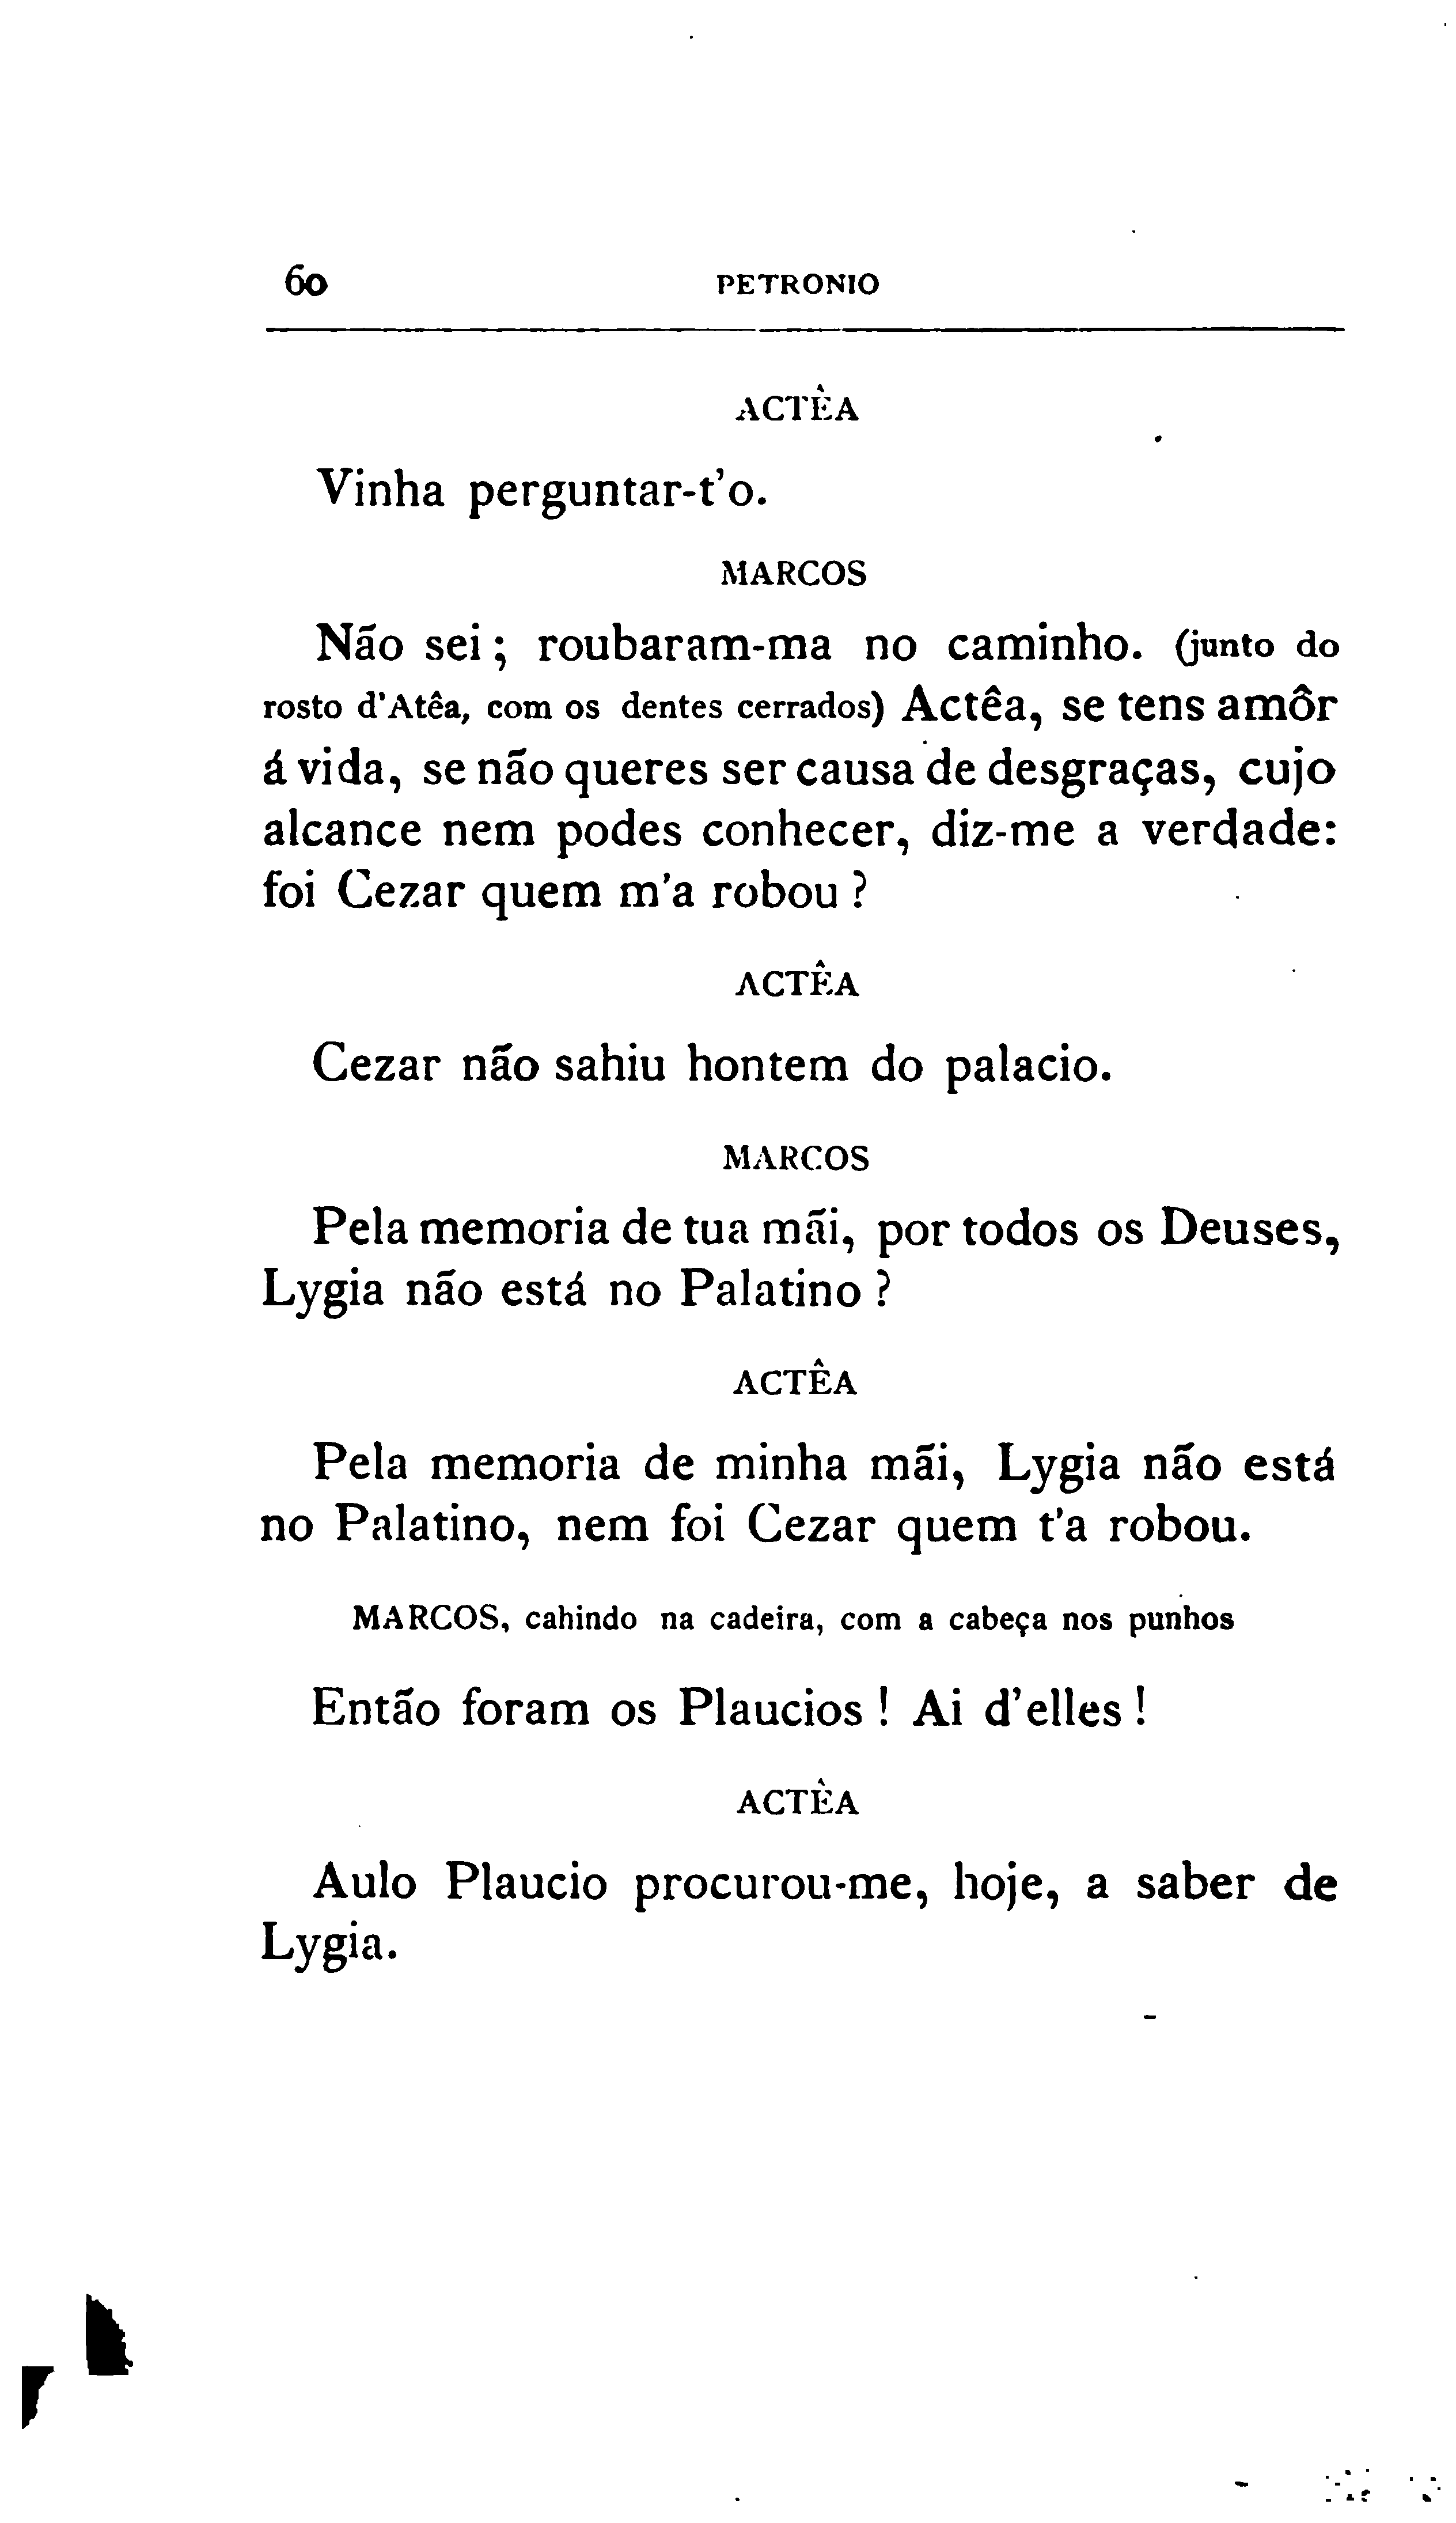 60 PETRONIO
ACTÊA
Vinha perguntar-t'o.
MARCOS
Não sei ; roubaram-ma no caminho. (junto do
rosto d'Atêa, com os dentes cerrados) Actêa, se tens amôr
á vida, se não queres ser causa de desgraças, cujo
alcance nem podes conhecer, diz-me a verdade:
foi Cezar quem m'a robou ?
ACTÊA
Cezar não sahiu hontem do palacio.
MARCOS
Pela memoria de tua mãi, por todos os Deuses,
Lygia não está no Palatino ?
ACTÊA
Pela memoria de minha mãi, Lygia não está
no Palatino, nem foi Cezar quem t'a robou.
MARCOS, cahindo na cadeira, com a cabeça nos punhos
Então foram os Plaucios ! Ai d'elles !
ACTÊA
Aulo Plaucio procurou-me, hoje, a saber de
Lygia.